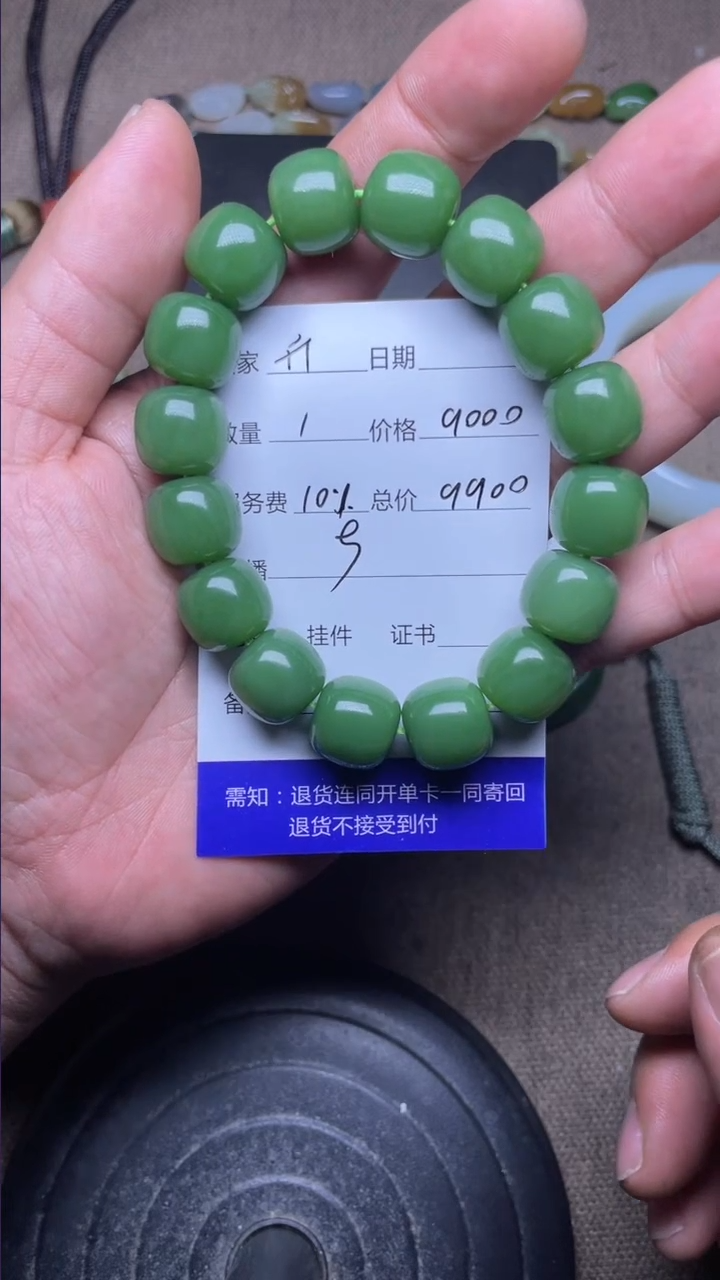 家 日期
量 1 价格 9000
务费 10% 总价 9900
播
挂件 证书
备
需知：退货连同开单卡一同寄回
退货不接受到付